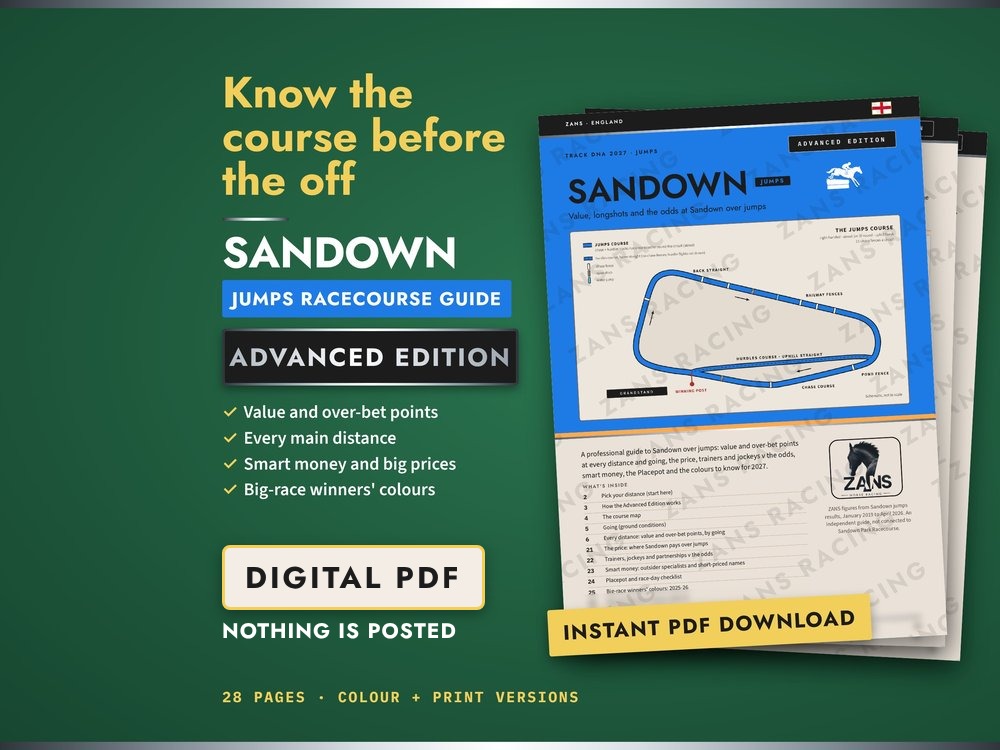 Know the
course before
the off
SANDOWN
JUMPS RACECOURSE GUIDE
ADVANCED EDITION
Value and over-bet points
Every main distance
Smart money and big prices
Big-race winners' colours
DIGITAL PDF
NOTHING IS POSTED
28 PAGES · COLOUR + PRINT VERSIONS
ZANS · ENGLAND
ADVANCED EDITION
TRACK DNA 2027 · JUMPS
SANDOWN JUMPS
Value, longshots and the odds at Sandown over jumps
JUMPS COURSE
THE JUMPS COURSE
BACK STRAIGHT
RAILWAY FENCES
HURDLES COURSE · UPHILL STRAIGHT
POND FENCE
CHASE COURSE
GRANDSTAND
WINNING POST
Schematic, not to scale
A professional guide to Sandown over jumps: value and over-bet points
at every distance and going, the price, trainers and jockeys v the odds,
smart money, the Placepot and the colours to know for 2027.
WHAT'S INSIDE
2 Pick your distance (start here)
3 How the Advanced Edition works
4 The course map
5 Going (ground conditions)
6 Every distance: value and over-bet points, by going
21 The price: where Sandown pays over jumps
22 Trainers, jockeys and partnerships v the odds
23 Smart money: outsider specialists and short-priced names
24 Placepot and race-day checklist
25 Big-race winners' colours: 2025-26
ZANS
HORSE RACING
ZANS figures from Sandown jumps
results, January 2019 to April 2026. An
independent guide, not connected to
Sandown Park Racecourse.
ZANS RACING
INSTANT PDF DOWNLOAD